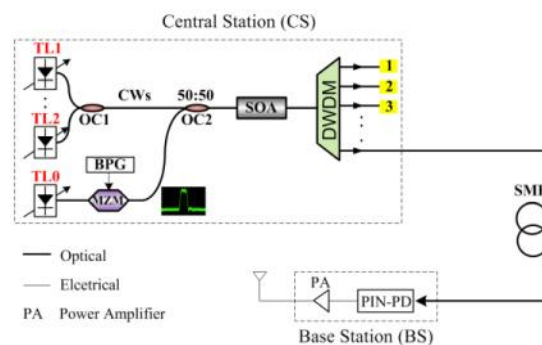 Central Station (CS)
TL1
TL2
TL0
OC1
CWs
50:50
OC2
SOA
DWDM
1
2
3
BPG
MZM
SMF
Optical
Elcetrical
PA Power Amplifier
PA
PIN-PD
Base Station (BS)